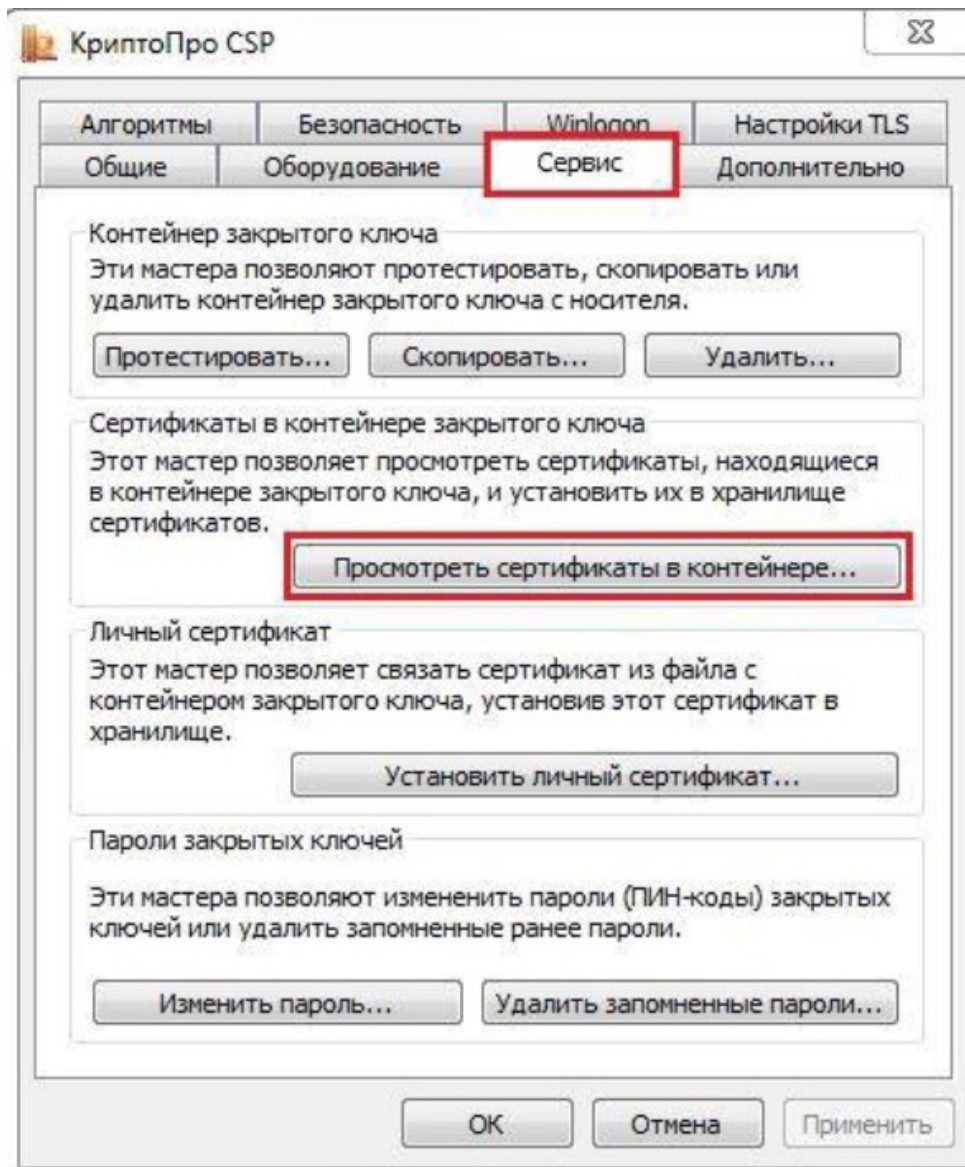 КриптоПро CSP
Алгоритмы Безопасность Winlogon Настройки TLS
Общие Оборудование Сервис Дополнительно
Контейнер закрытого ключа
Эти мастера позволяют протестировать, скопировать или
удалить контейнер закрытого ключа с носителя.
Протестировать... Скопировать... Удалить...
Сертификаты в контейнере закрытого ключа
Этот мастер позволяет просмотреть сертификаты, находящиеся
в контейнере закрытого ключа, и установить их в хранилище
сертификатов.
Просмотреть сертификаты в контейнере...
Личный сертификат
Этот мастер позволяет связать сертификат из файла с
контейнером закрытого ключа, установив этот сертификат в
хранилище.
Установить личный сертификат...
Пароли закрытых ключей
Эти мастера позволяют измененить пароли (ПИН-коды) закрытых
ключей или удалить запомненные ранее пароли.
Изменить пароль... Удалить запомненные пароли...
ОК Отмена Применить